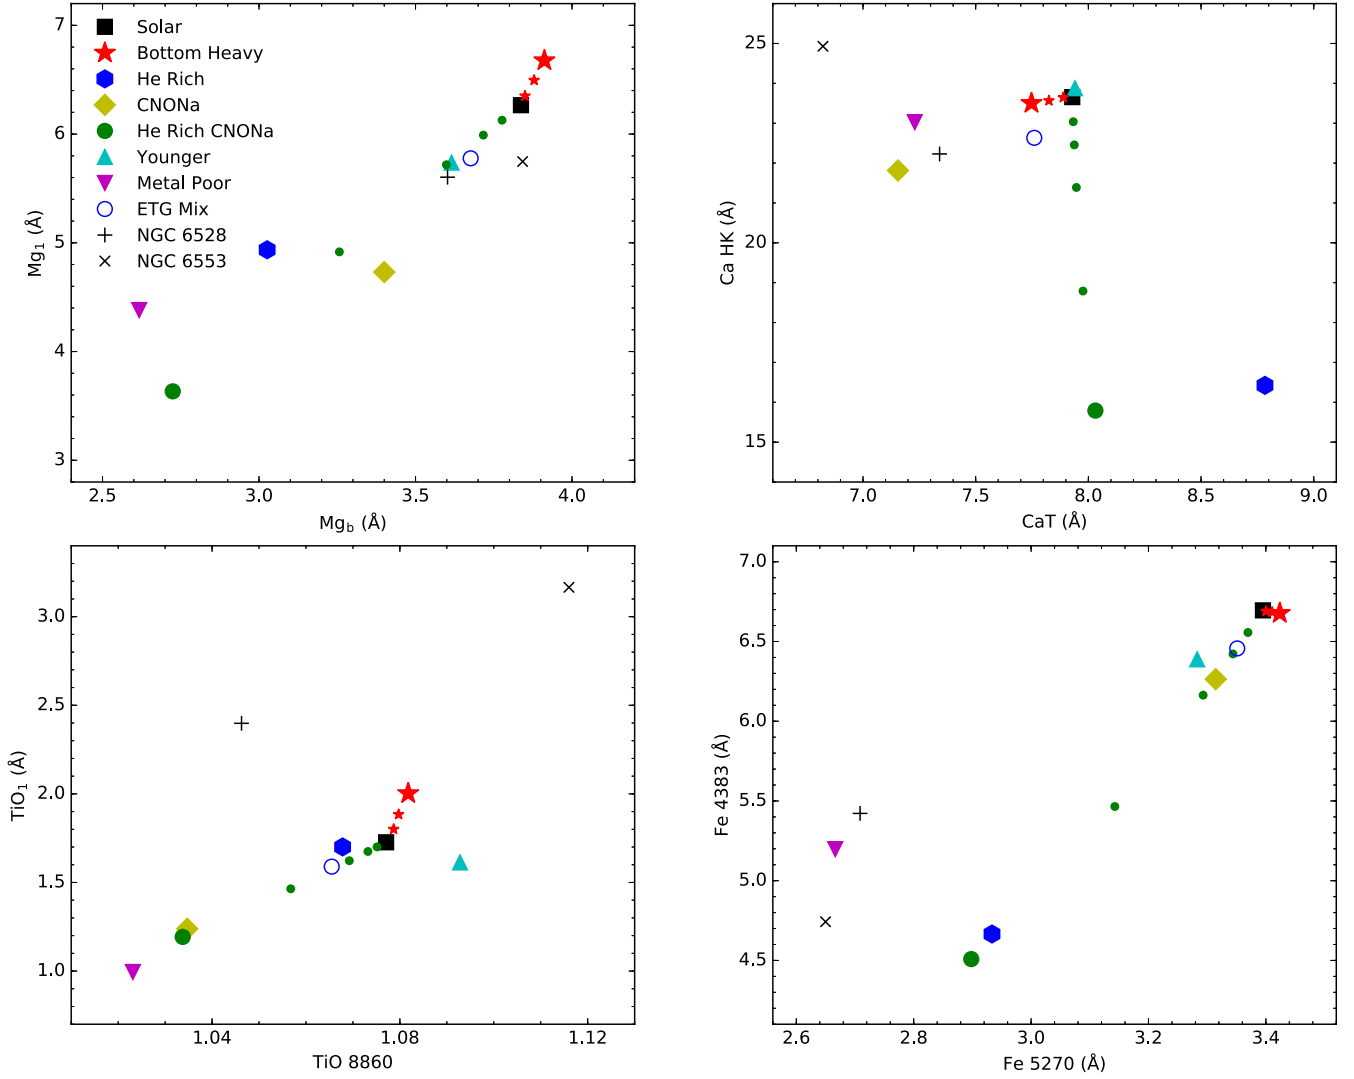 7
6
5
4
3
2.5
3.0
3.5
4.0
Mg₁ (Å)
Mg_b (Å)
Solar
Bottom Heavy
He Rich
CNONa
He Rich CNONa
Younger
Metal Poor
ETG Mix
NGC 6528
NGC 6553
25
20
15
7.0
7.5
8.0
8.5
9.0
Ca HK (Å)
CaT (Å)
3.0
2.5
2.0
1.5
1.0
1.04
1.08
1.12
TiO₁ (Å)
TiO 8860
7.0
6.5
6.0
5.5
5.0
4.5
2.6
2.8
3.0
3.2
3.4
Fe 4383 (Å)
Fe 5270 (Å)